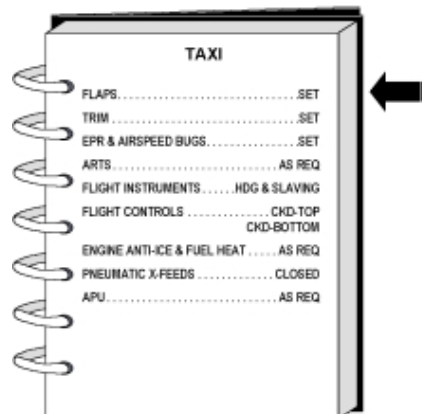 TAXI
FLAPS..............................SET
TRIM................................SET
EPR & AIRSPEED BUGS...............SET
ARTS.............................AS REQ
FLIGHT INSTRUMENTS......HDG & SLAVING
FLIGHT CONTROLS ...............CKD-TOP
CKD-BOTTOM
ENGINE ANTI-ICE & FUEL HEAT .....AS REQ
PNEUMATIC X-FEEDS ............CLOSED
APU.............................AS REQ